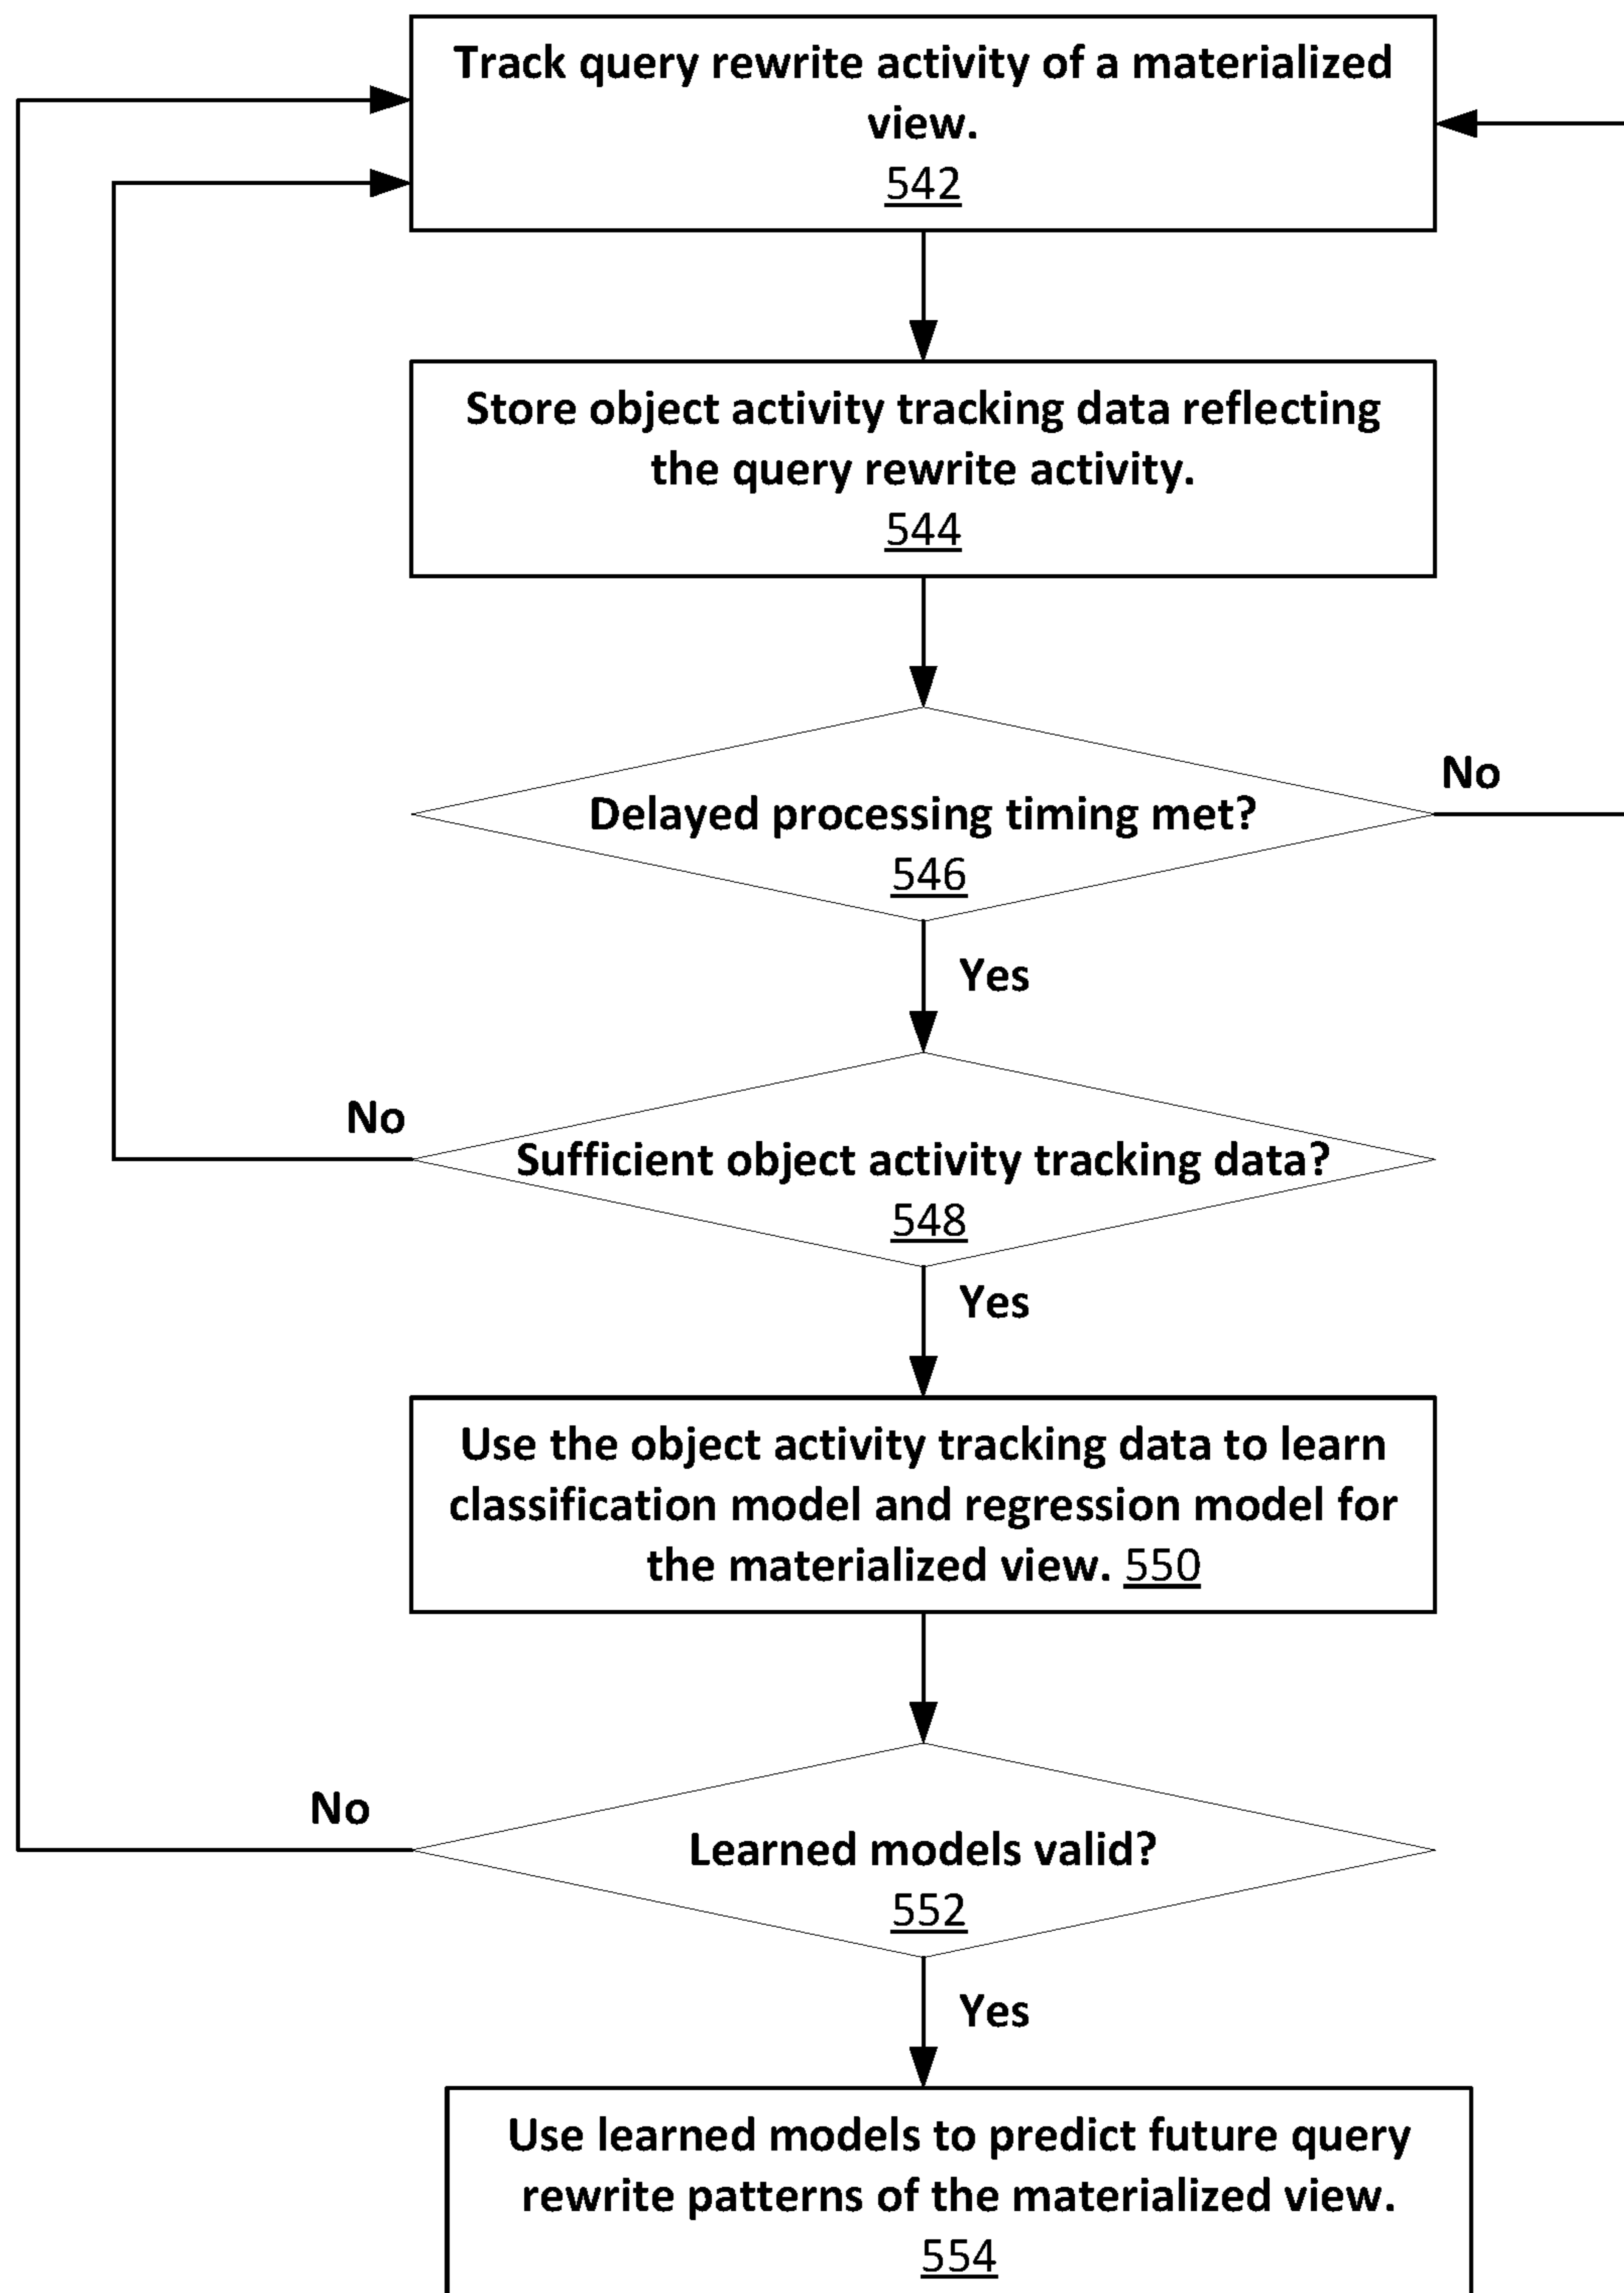 Track query rewrite activity of a materialized
view.
542
Store object activity tracking data reflecting
the query rewrite activity.
544
No
Delayed processing timing met?
546
Yes
No
Sufficient object activity tracking data?
548
Yes
Use the object activity tracking data to learn
classification model and regression model for
the materialized view. 550
No
Learned models valid?
552
Yes
Use learned models to predict future query
rewrite patterns of the materialized view.
554